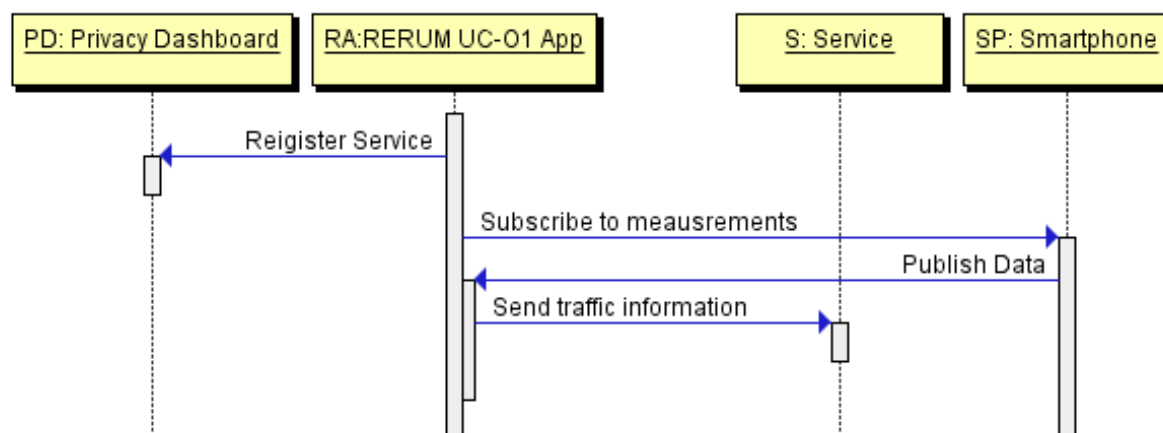 PD: Privacy Dashboard
RA:RERUM UC-O1 App
S: Service
SP: Smartphone
Reigister Service
Subscribe to meausrements
Publish Data
Send traffic information